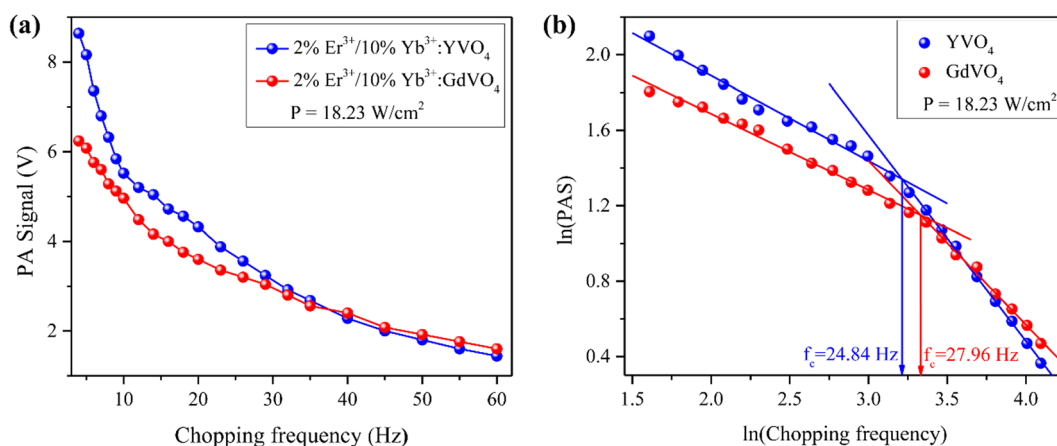 (a)
2% Er³⁺/10% Yb³⁺:YVO₄
2% Er³⁺/10% Yb³⁺:GdVO₄
P = 18.23 W/cm²
PA Signal (V)
8
6
4
2
10 20 30 40 50 60
Chopping frequency (Hz)
(b)
YVO₄
GdVO₄
P = 18.23 W/cm²
ln(PAS)
2.0
1.6
1.2
0.8
0.4
f_c=24.84 Hz
f_c=27.96 Hz
1.5 2.0 2.5 3.0 3.5 4.0
ln(Chopping frequency)